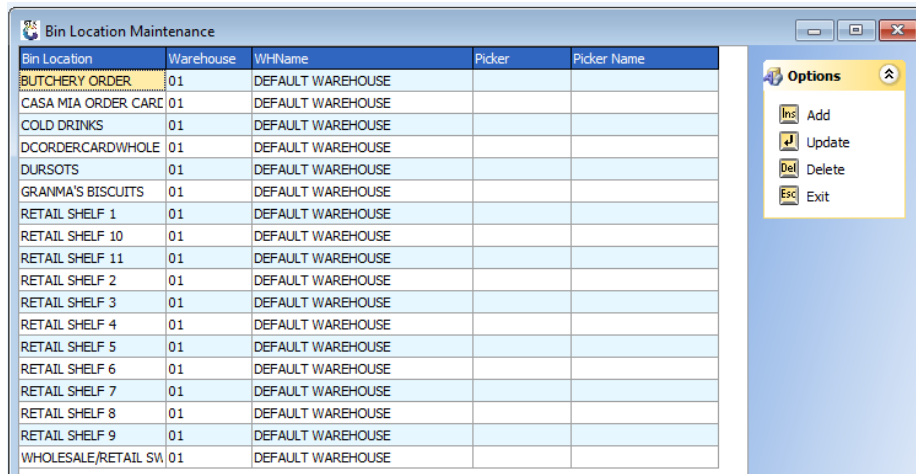 Bin Location Maintenance
Bin Location Warehouse WHName Picker Picker Name
BUTCHERY ORDER 01 DEFAULT WAREHOUSE
CASA MIA ORDER CARD 01 DEFAULT WAREHOUSE
COLD DRINKS 01 DEFAULT WAREHOUSE
DCORDERCARDWHOLE 01 DEFAULT WAREHOUSE
DURSOTS 01 DEFAULT WAREHOUSE
GRANMA'S BISCUITS 01 DEFAULT WAREHOUSE
RETAIL SHELF 1 01 DEFAULT WAREHOUSE
RETAIL SHELF 10 01 DEFAULT WAREHOUSE
RETAIL SHELF 11 01 DEFAULT WAREHOUSE
RETAIL SHELF 2 01 DEFAULT WAREHOUSE
RETAIL SHELF 3 01 DEFAULT WAREHOUSE
RETAIL SHELF 4 01 DEFAULT WAREHOUSE
RETAIL SHELF 5 01 DEFAULT WAREHOUSE
RETAIL SHELF 6 01 DEFAULT WAREHOUSE
RETAIL SHELF 7 01 DEFAULT WAREHOUSE
RETAIL SHELF 8 01 DEFAULT WAREHOUSE
RETAIL SHELF 9 01 DEFAULT WAREHOUSE
WHOLESALE/RETAIL 01 DEFAULT WAREHOUSE
Options
Ins Add
Update
Del Delete
Esc Exit